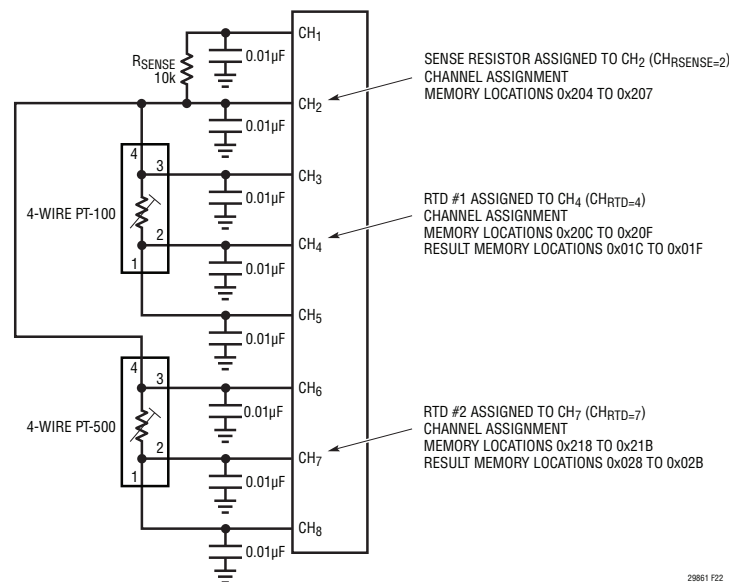 CH1
0.01µF
RSENSE
10k
CH2
0.01µF
SENSE RESISTOR ASSIGNED TO CH2 (CHRSENSE=2)
CHANNEL ASSIGNMENT
MEMORY LOCATIONS 0x204 TO 0x207
4
3
CH3
0.01µF
4-WIRE PT-100
2
CH4
0.01µF
1
RTD #1 ASSIGNED TO CH4 (CHRTD=4)
CHANNEL ASSIGNMENT
MEMORY LOCATIONS 0x20C TO 0x20F
RESULT MEMORY LOCATIONS 0x01C TO 0x01F
CH5
0.01µF
4
3
CH6
0.01µF
4-WIRE PT-500
2
CH7
0.01µF
1
RTD #2 ASSIGNED TO CH7 (CHRTD=7)
CHANNEL ASSIGNMENT
MEMORY LOCATIONS 0x218 TO 0x21B
RESULT MEMORY LOCATIONS 0x028 TO 0x02B
CH8
0.01µF
29861 F22